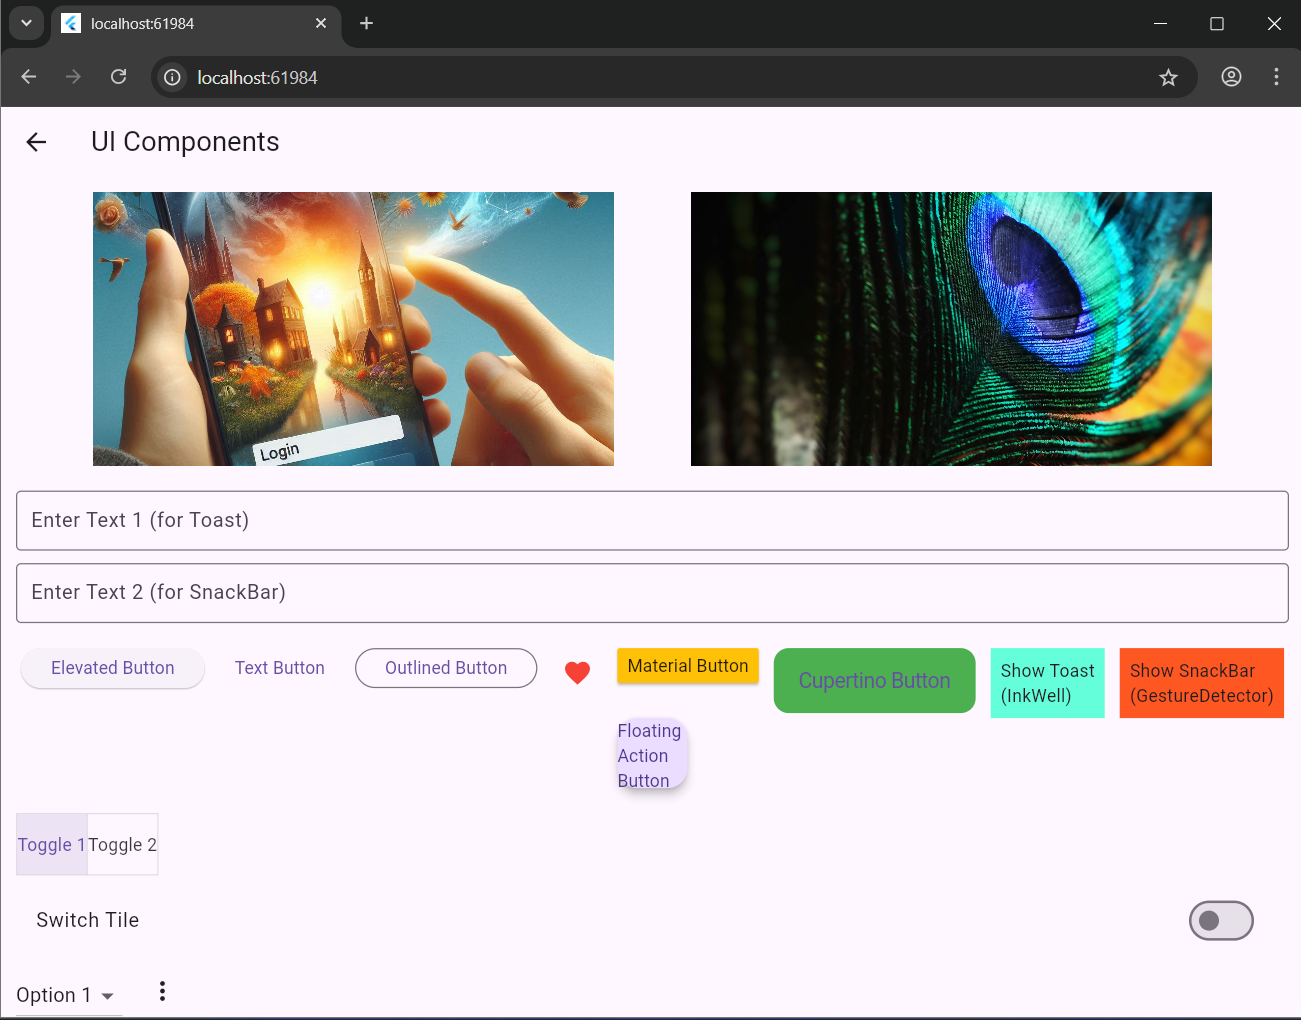 localhost:61984
localhost:61984
UI Components
Login
Enter Text 1 (for Toast)
Enter Text 2 (for SnackBar)
Elevated Button
Text Button
Outlined Button
Material Button
Cupertino Button
Show Toast
(InkWell)
Show SnackBar
(GestureDetector)
Floating
Action
Button
Toggle 1
Toggle 2
Switch Tile
Option 1